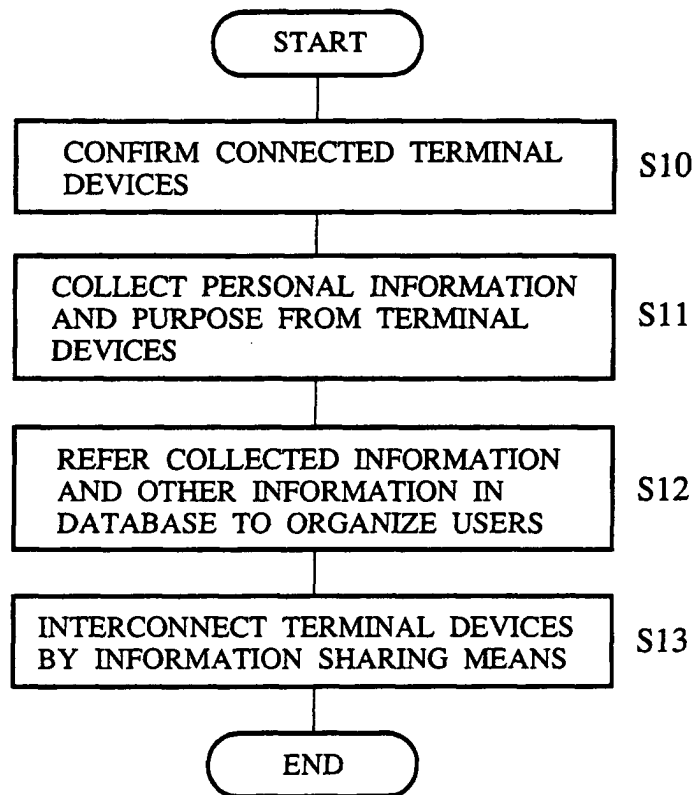 START
CONFIRM CONNECTED TERMINAL
DEVICES
S10
COLLECT PERSONAL INFORMATION
AND PURPOSE FROM TERMINAL
DEVICES
S11
REFER COLLECTED INFORMATION
AND OTHER INFORMATION IN
DATABASE TO ORGANIZE USERS
S12
INTERCONNECT TERMINAL DEVICES
BY INFORMATION SHARING MEANS
S13
END